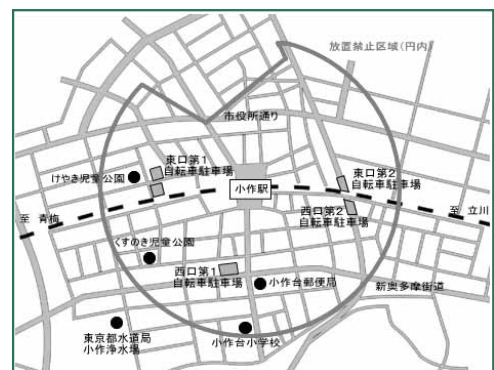 放置禁止区域(円内)
市役所通り
東口第1
自転車駐車場
けやき児童公園
小作駅
東口第2
自転車駐車場
西口第2
自転車駐車場
至 立川
至 青梅
くすのき児童公園
西口第1
自転車駐車場
小作台郵便局
新奥多摩街道
東京都水道局
小作浄水場
小作台小学校